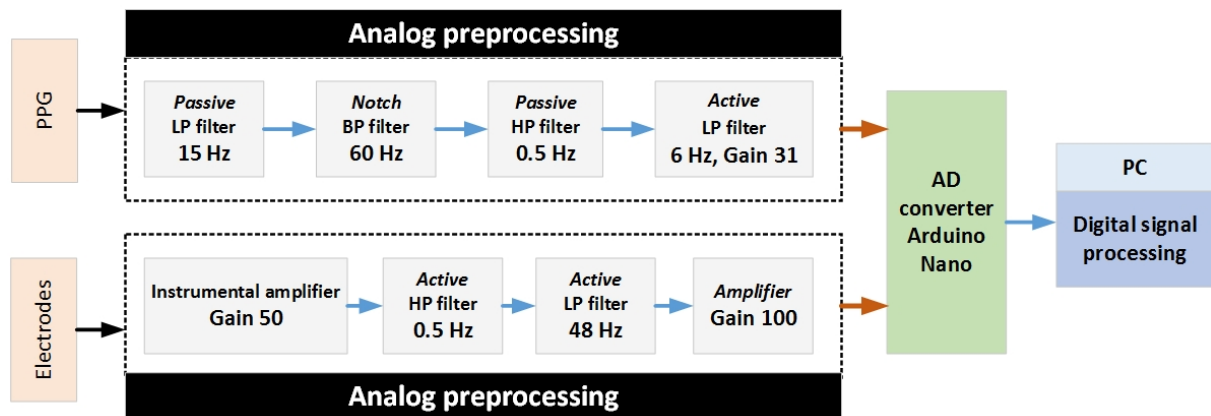 Analog preprocessing
PPG
Passive
LP filter
15 Hz
Notch
BP filter
60 Hz
Passive
HP filter
0.5 Hz
Active
LP filter
6 Hz, Gain 31
Electrodes
Instrumental amplifier
Gain 50
Active
HP filter
0.5 Hz
Active
LP filter
48 Hz
Amplifier
Gain 100
Analog preprocessing
AD
converter
Arduino
Nano
PC
Digital signal
processing